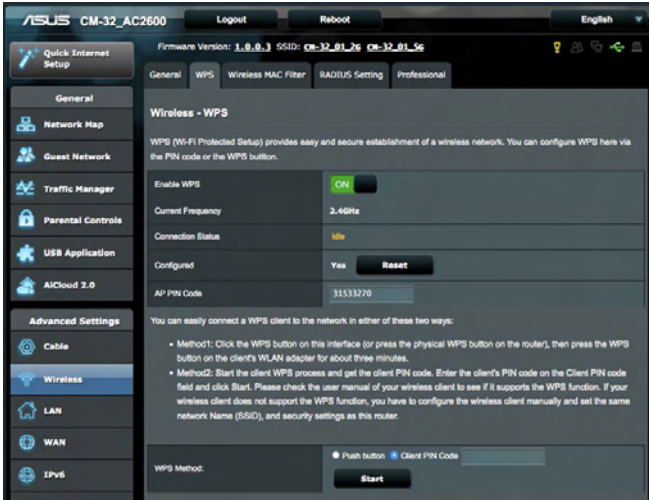 ASUS CM-32_AC2600 Logout Reboot English
Quick Internet Setup
Firmware Version: 1.0.0.3 SSID: CM-32_01_26 CM-32_01_56
General WPS Wireless MAC Filter RADIUS Setting Professional
General
Network Map
Guest Network
Traffic Manager
Parental Controls
USB Application
AiCloud 2.0
Advanced Settings
Cable
Wireless
LAN
WAN
IPv6
Wireless - WPS
WPS (Wi-Fi Protected Setup) provides easy and secure establishment of a wireless network. You can configure WPS here via
the PIN code or the WPS buttton.
Enable WPS ON
Current Frequency 2.4GHz
Connection Status Idle
Configured Yes Reset
AP PIN Code 31533270
You can easily connect a WPS client to the network in either of these two ways:
• Method1: Click the WPS button on this interface (or press the physical WPS button on the router), then press the WPS
button on the client's WLAN adapter for about three minutes.
• Method2: Start the client WPS process and get the client PIN code. Enter the client's PIN code on the Client PIN code
field and click Start. Please check the user manual of your wireless client to see if it supports the WPS function. If your
wireless client does not support the WPS function, you have to configure the wireless client manually and set the same
network Name (SSID), and security settings as this router.
WPS Method: Push button Client PIN Code
Start